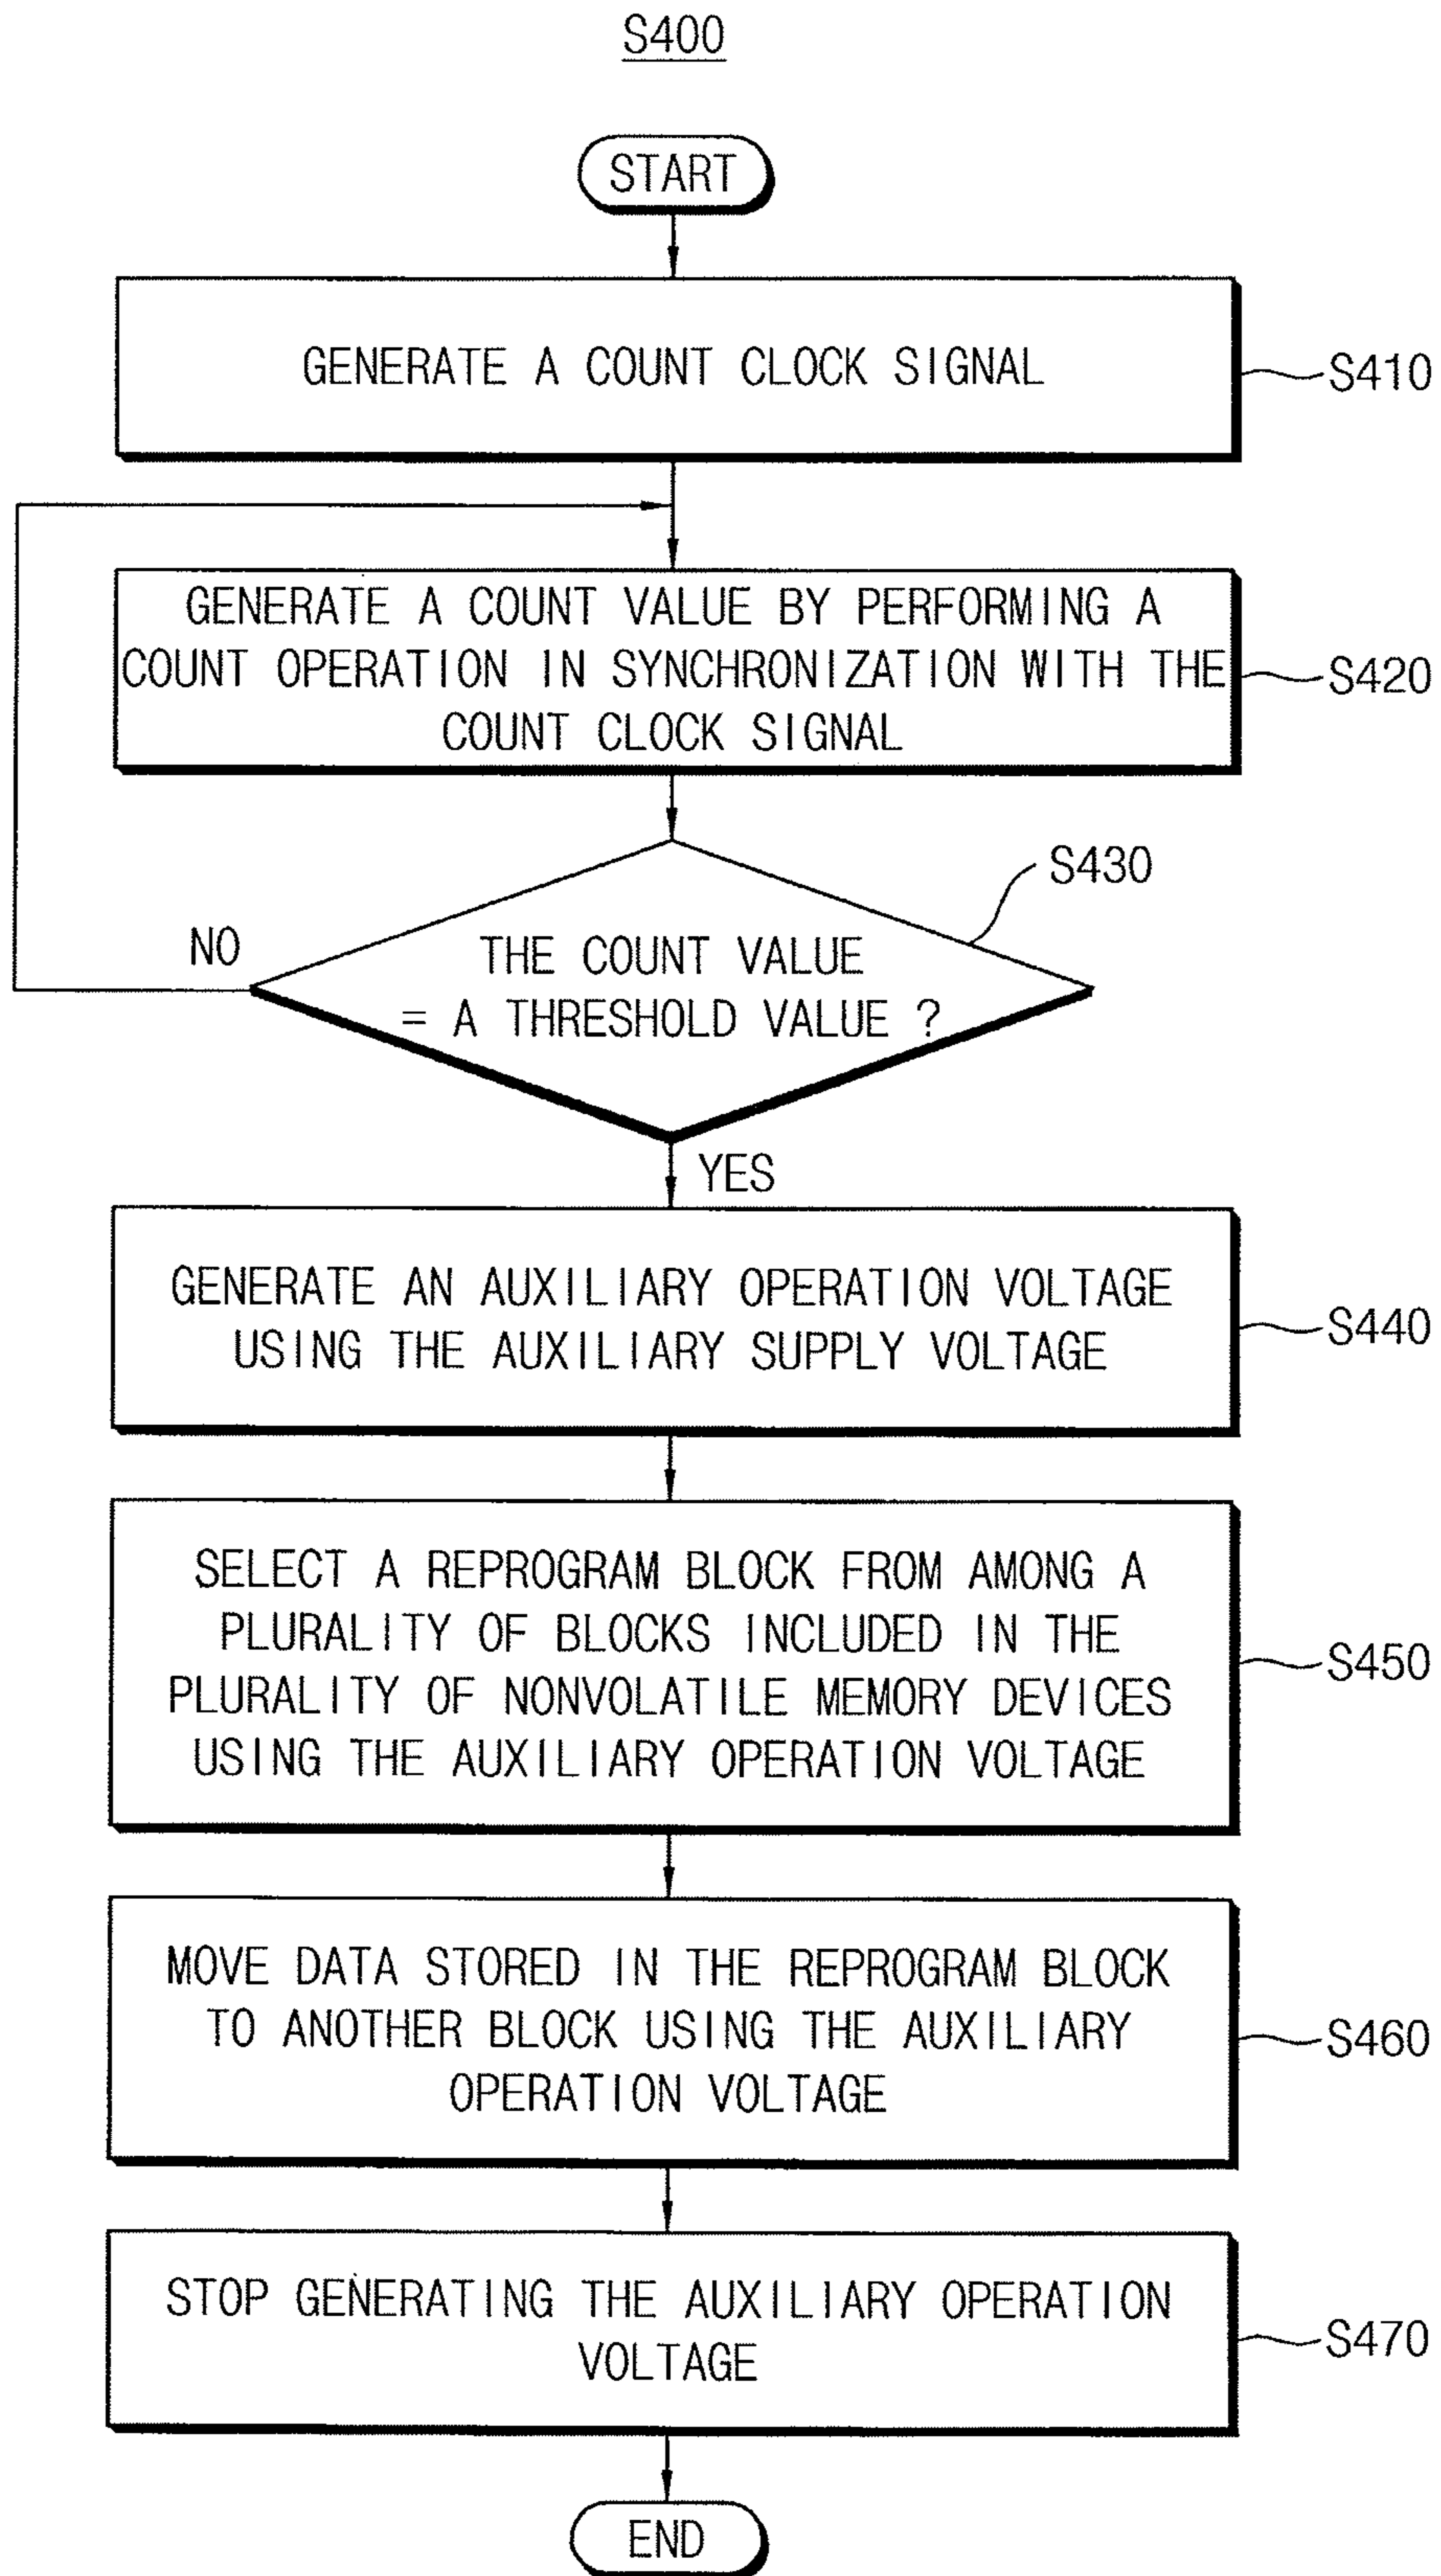 S400
START
GENERATE A COUNT CLOCK SIGNAL
S410
GENERATE A COUNT VALUE BY PERFORMING A
COUNT OPERATION IN SYNCHRONIZATION WITH THE
COUNT CLOCK SIGNAL
S420
S430
NO
THE COUNT VALUE
= A THRESHOLD VALUE ?
YES
GENERATE AN AUXILIARY OPERATION VOLTAGE
USING THE AUXILIARY SUPPLY VOLTAGE
S440
SELECT A REPROGRAM BLOCK FROM AMONG A
PLURALITY OF BLOCKS INCLUDED IN THE
PLURALITY OF NONVOLATILE MEMORY DEVICES
USING THE AUXILIARY OPERATION VOLTAGE
S450
MOVE DATA STORED IN THE REPROGRAM BLOCK
TO ANOTHER BLOCK USING THE AUXILIARY
OPERATION VOLTAGE
S460
STOP GENERATING THE AUXILIARY OPERATION
VOLTAGE
S470
END